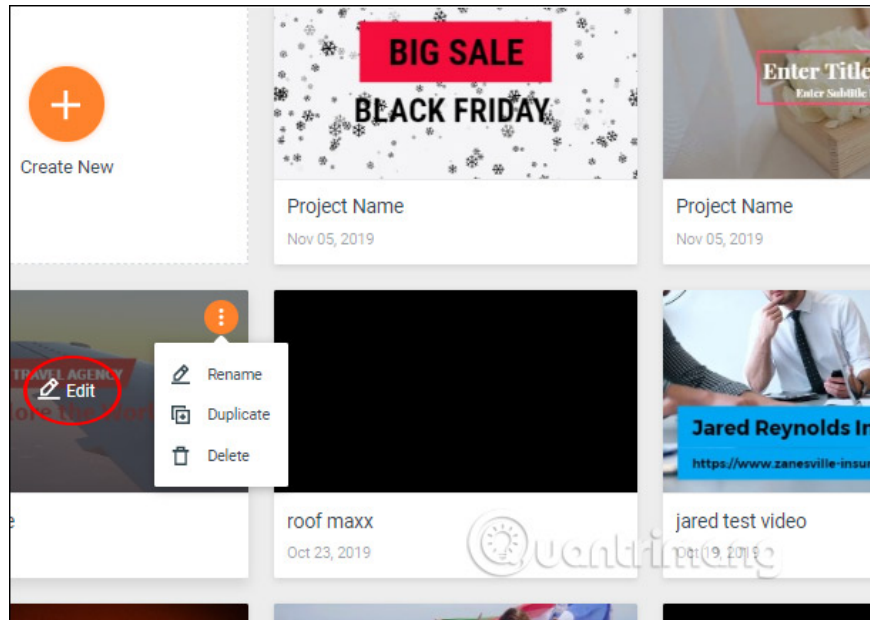 BIG SALE
BLACK FRIDAY
Enter Title
Enter Subtitle
Create New
Project Name
Nov 05, 2019
Project Name
Nov 05, 2019
TRAVEL AGENCY
Edit
Rename
Duplicate
Delete
Jared Reynolds In
https://www.zanesville-insur
roof maxx
Oct 23, 2019
jared test video
Oct 19, 2019
Quantrimang